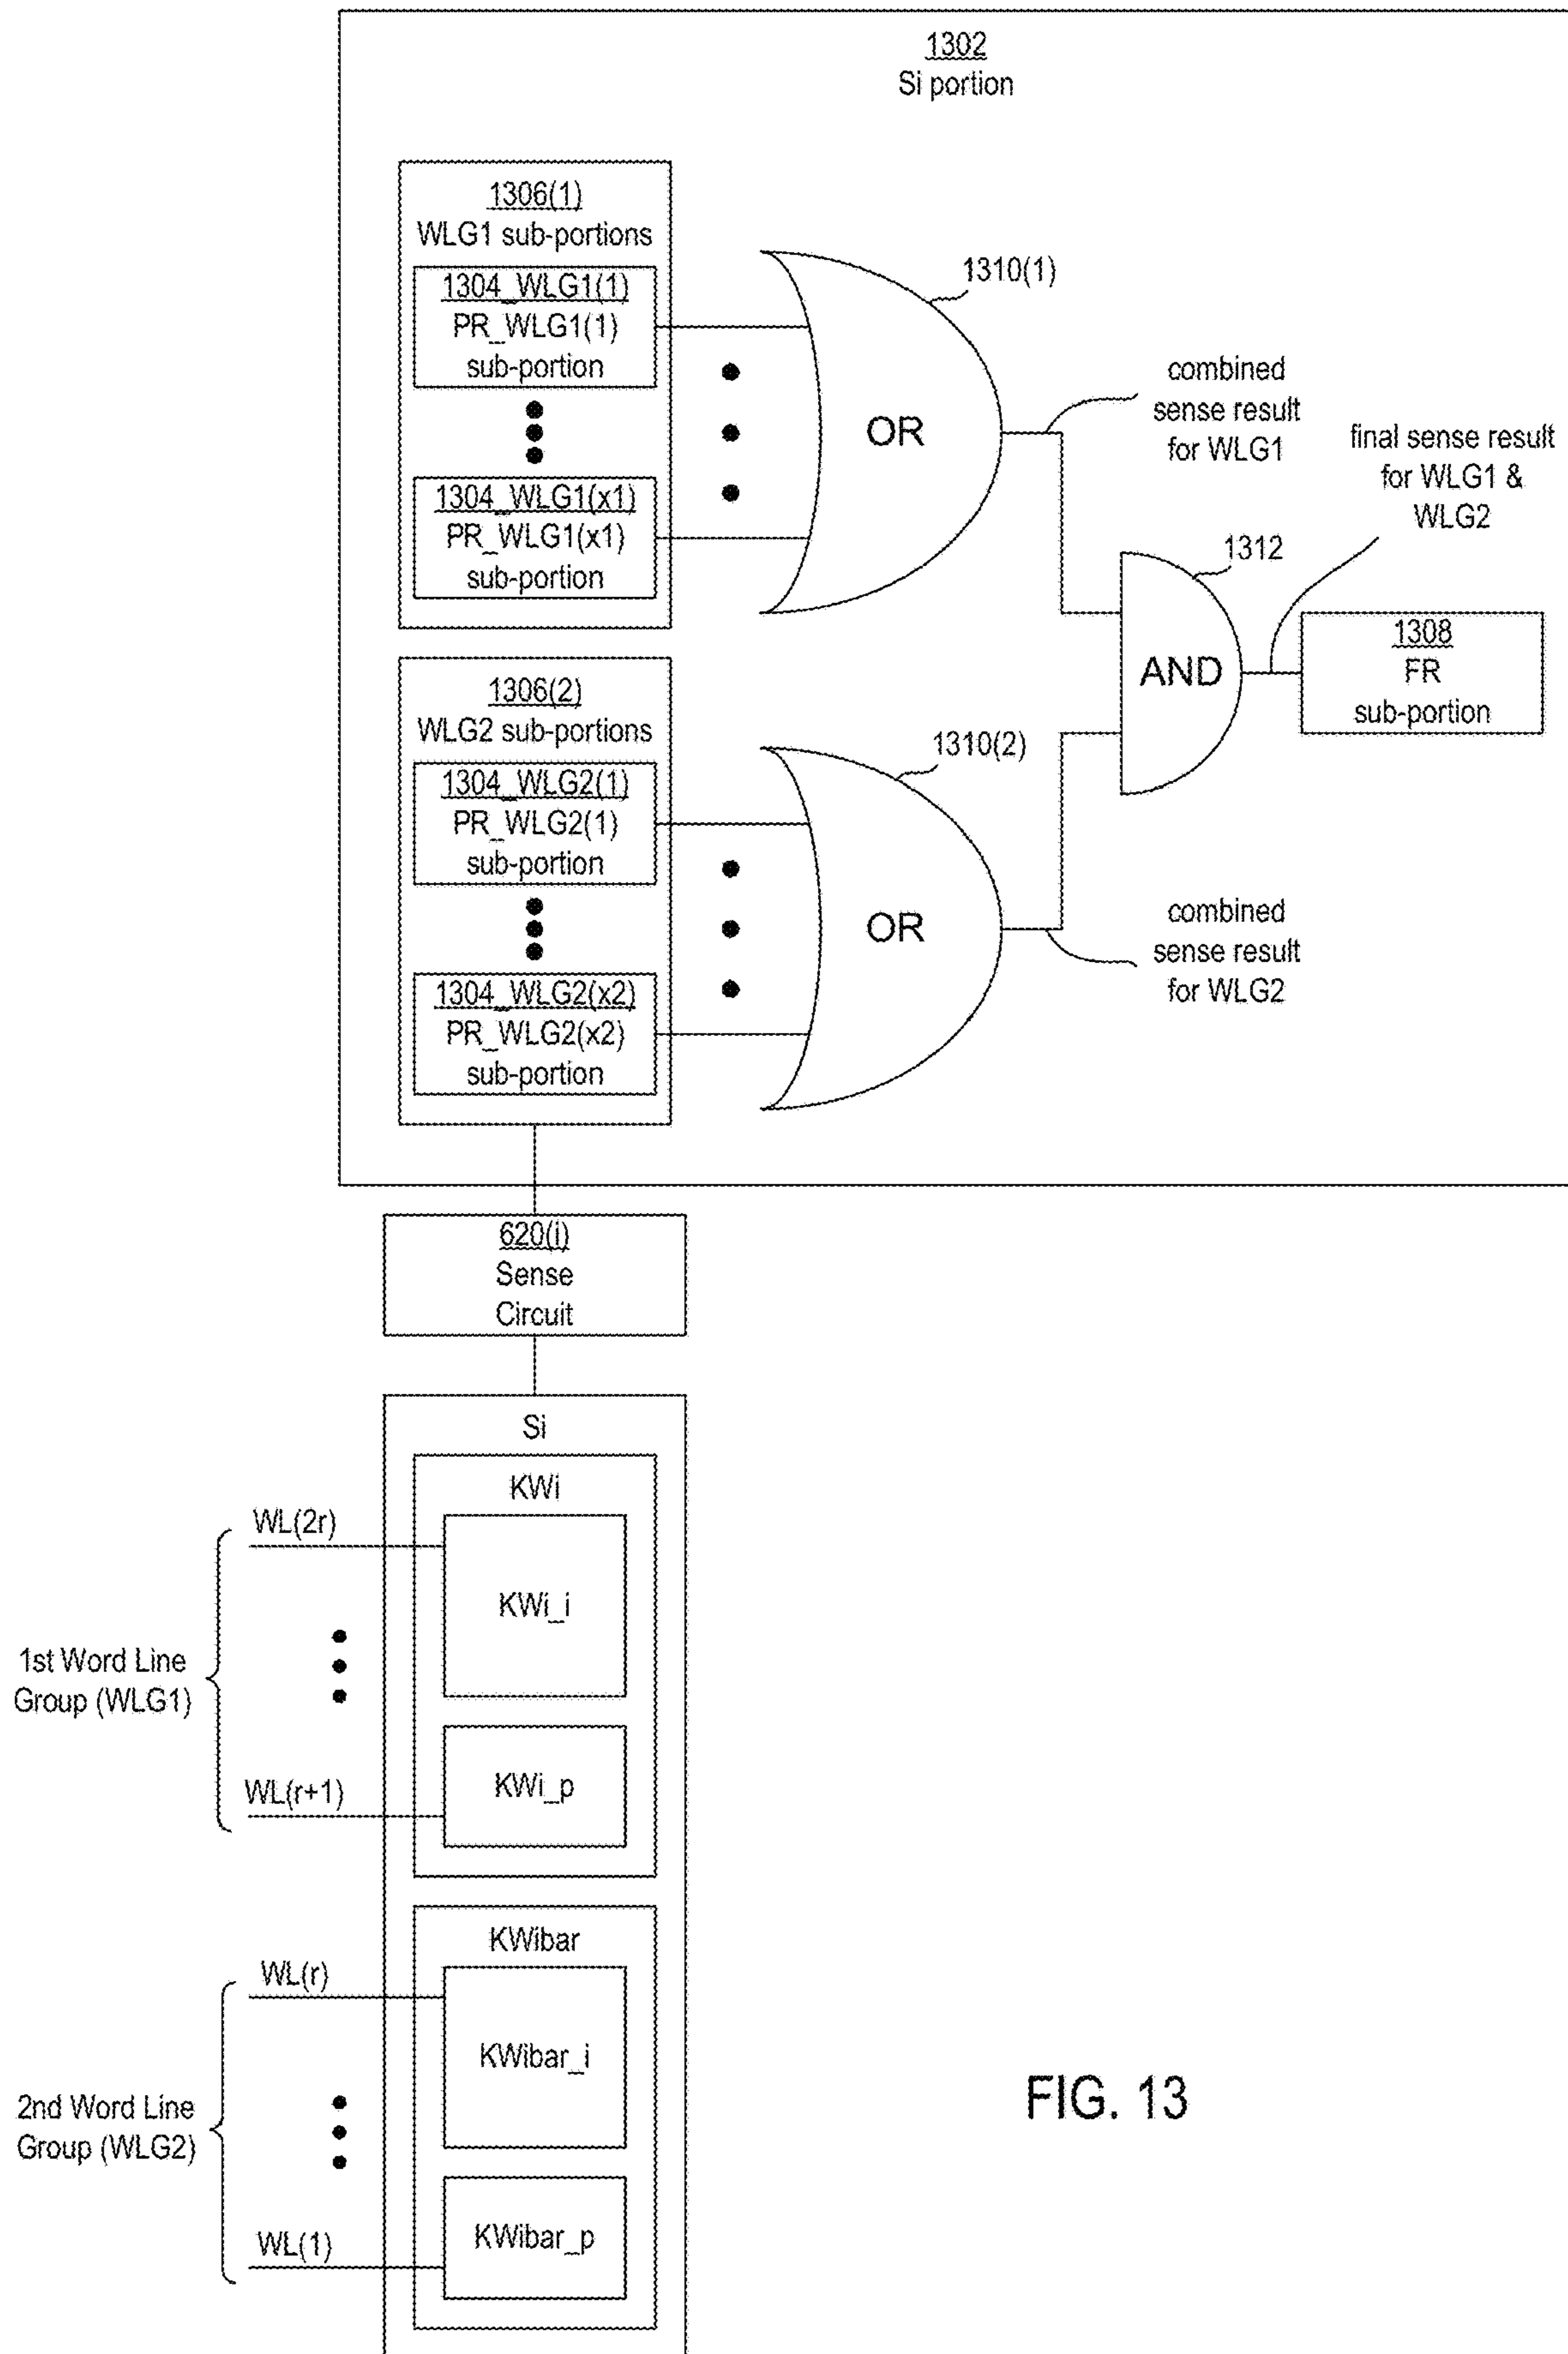 1302
Si portion
1306(1)
WLG1 sub-portions
1304_WLG1(1)
PR_WLG1(1)
sub-portion
1304_WLG1(x1)
PR_WLG1(x1)
sub-portion
OR
1310(1)
combined
sense result
for WLG1
final sense result
for WLG1 &
WLG2
1312
AND
1308
FR
sub-portion
1306(2)
WLG2 sub-portions
1304_WLG2(1)
PR_WLG2(1)
sub-portion
1304_WLG2(x2)
PR_WLG2(x2)
sub-portion
OR
1310(2)
combined
sense result
for WLG2
620(i)
Sense
Circuit
Si
KWi
WL(2r)
KWi_i
1st Word Line
Group (WLG1)
KWi_p
WL(r+1)
KWibar
WL(r)
KWibar_i
2nd Word Line
Group (WLG2)
KWibar_p
WL(1)
FIG. 13